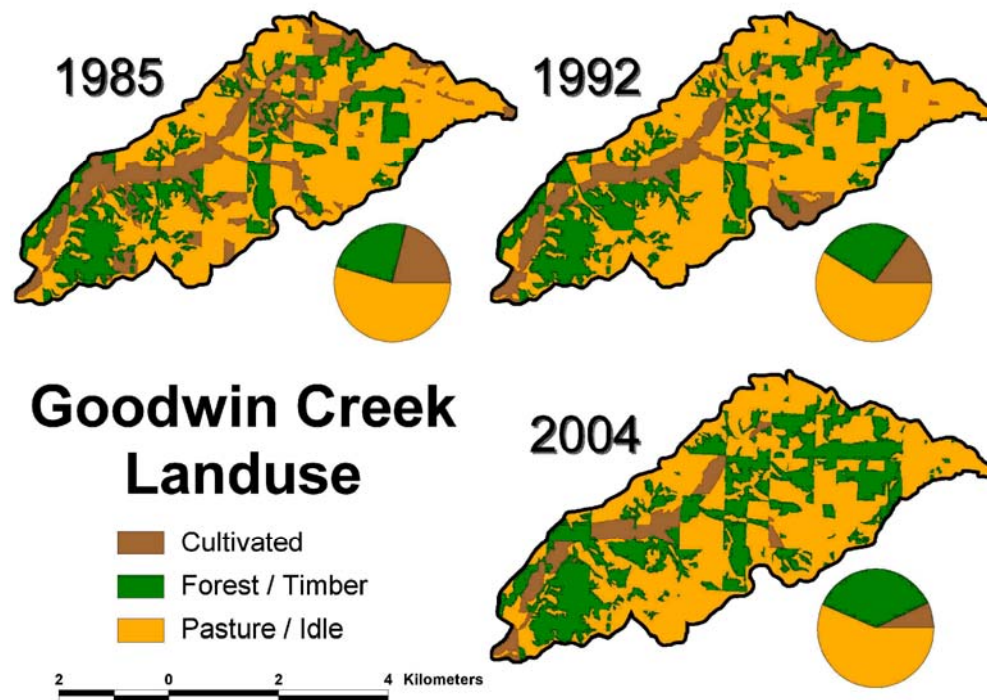 1985
1992
Goodwin Creek
Landuse
2004
Cultivated
Forest / Timber
Pasture / Idle
2 0 2 4 Kilometers